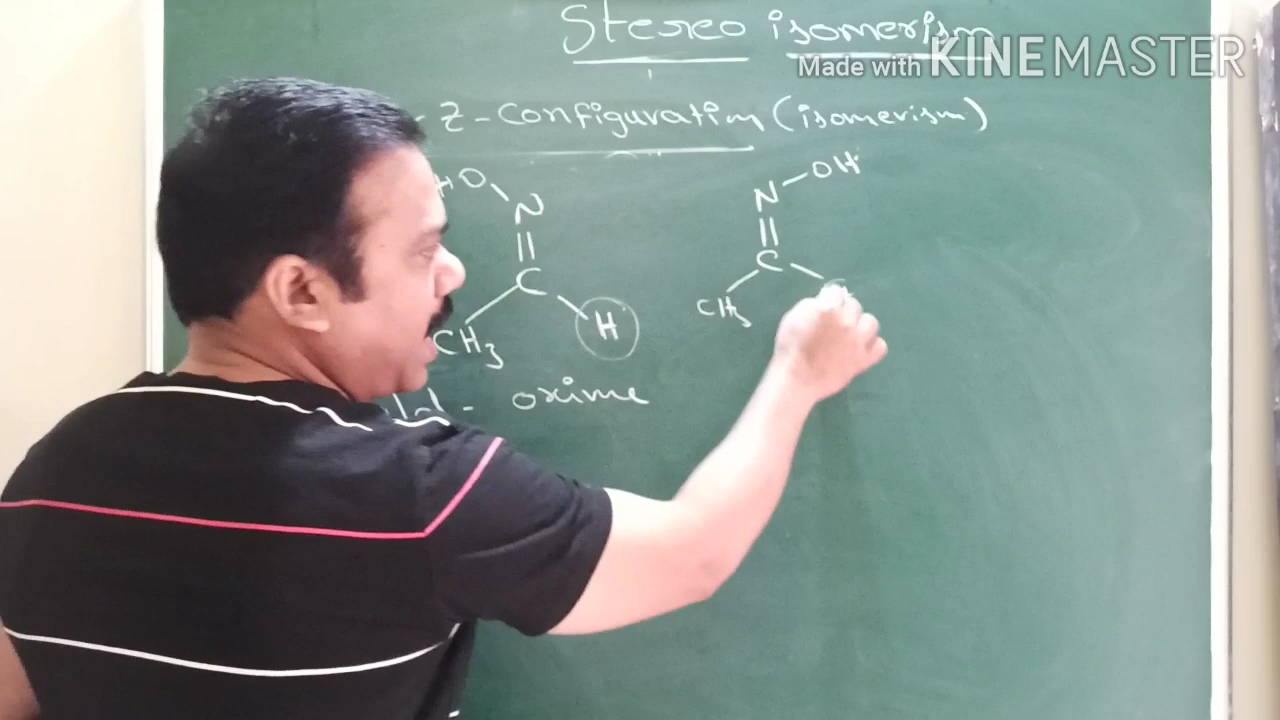 Stereo isomerism
Made with KINEMASTER
- Z - Configuration (isomerism)
HO
N
C
CH3
H
oxime
N
OH
C
CH3